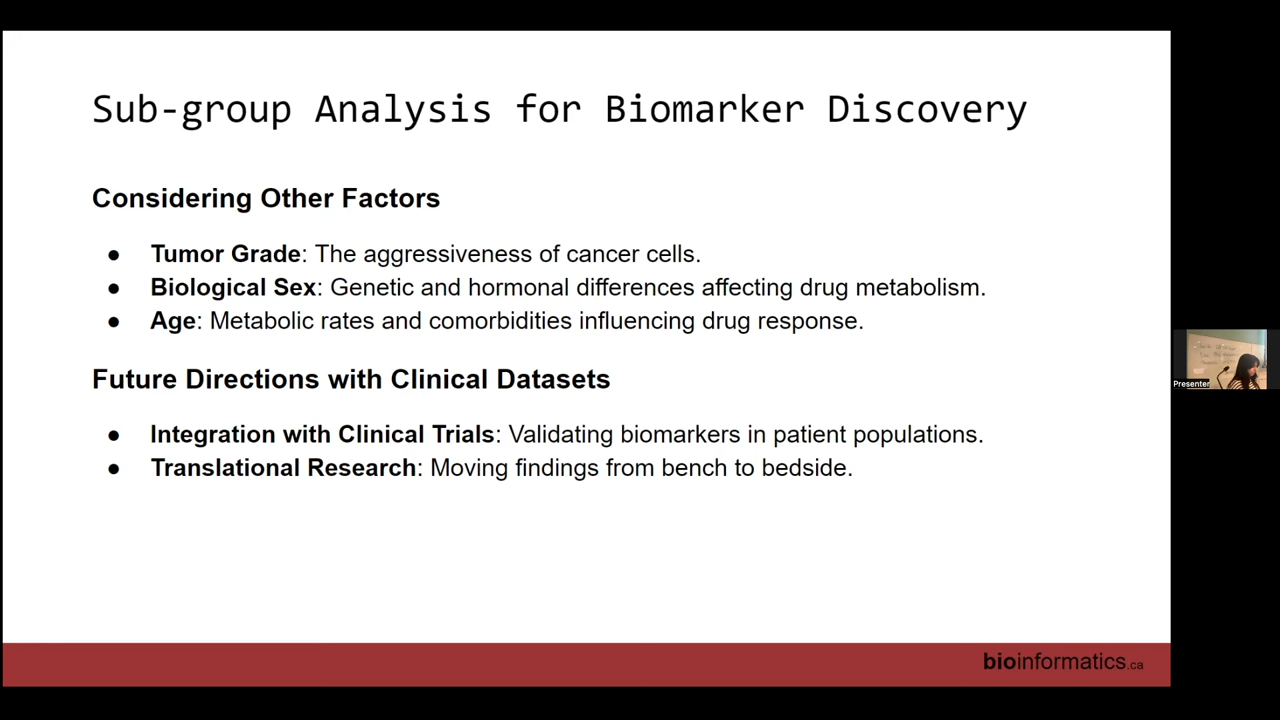 Sub-group Analysis for Biomarker Discovery
Considering Other Factors
● Tumor Grade: The aggressiveness of cancer cells.
● Biological Sex: Genetic and hormonal differences affecting drug metabolism.
● Age: Metabolic rates and comorbidities influencing drug response.
Future Directions with Clinical Datasets
● Integration with Clinical Trials: Validating biomarkers in patient populations.
● Translational Research: Moving findings from bench to bedside.
Presenter
bioinformatics.ca